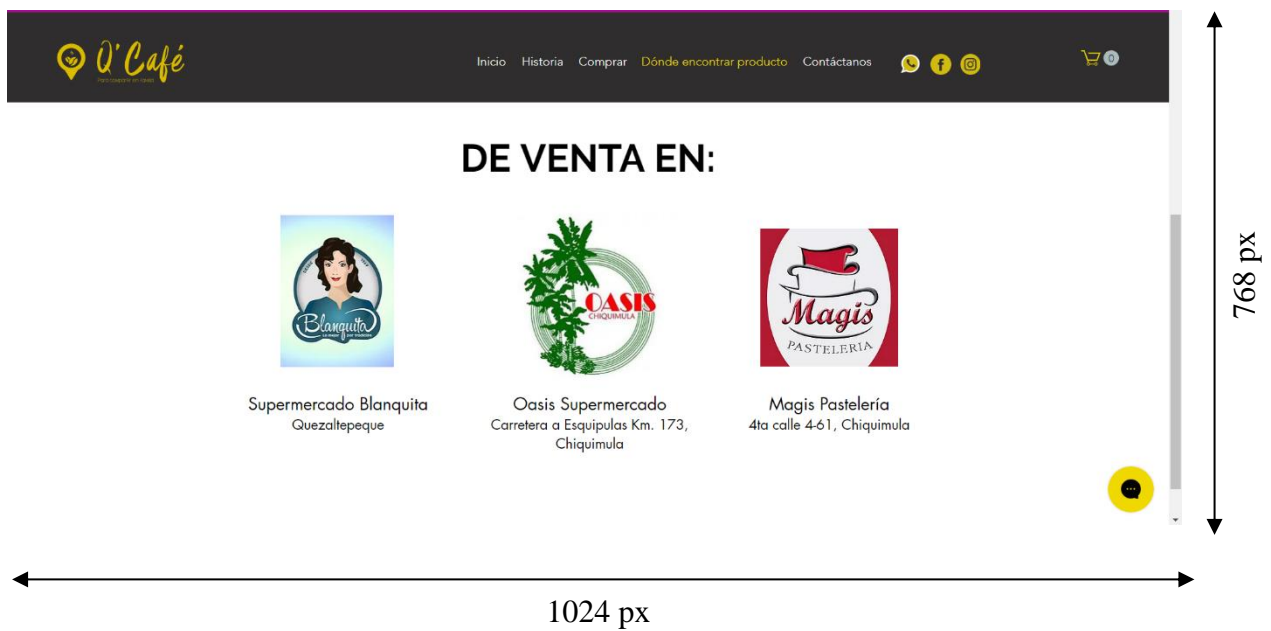 Q' Café
Inicio Historia Comprar Dónde encontrar producto Contáctanos
0
DE VENTA EN:
Blanquita
OASIS
CHIQUIMULA
Magis
PASTELERIA
Supermercado Blanquita
Quezaltepeque
Oasis Supermercado
Carretera a Esquipulas Km. 173,
Chiquimula
Magis Pastelería
4ta calle 4-61, Chiquimula
768 px
1024 px